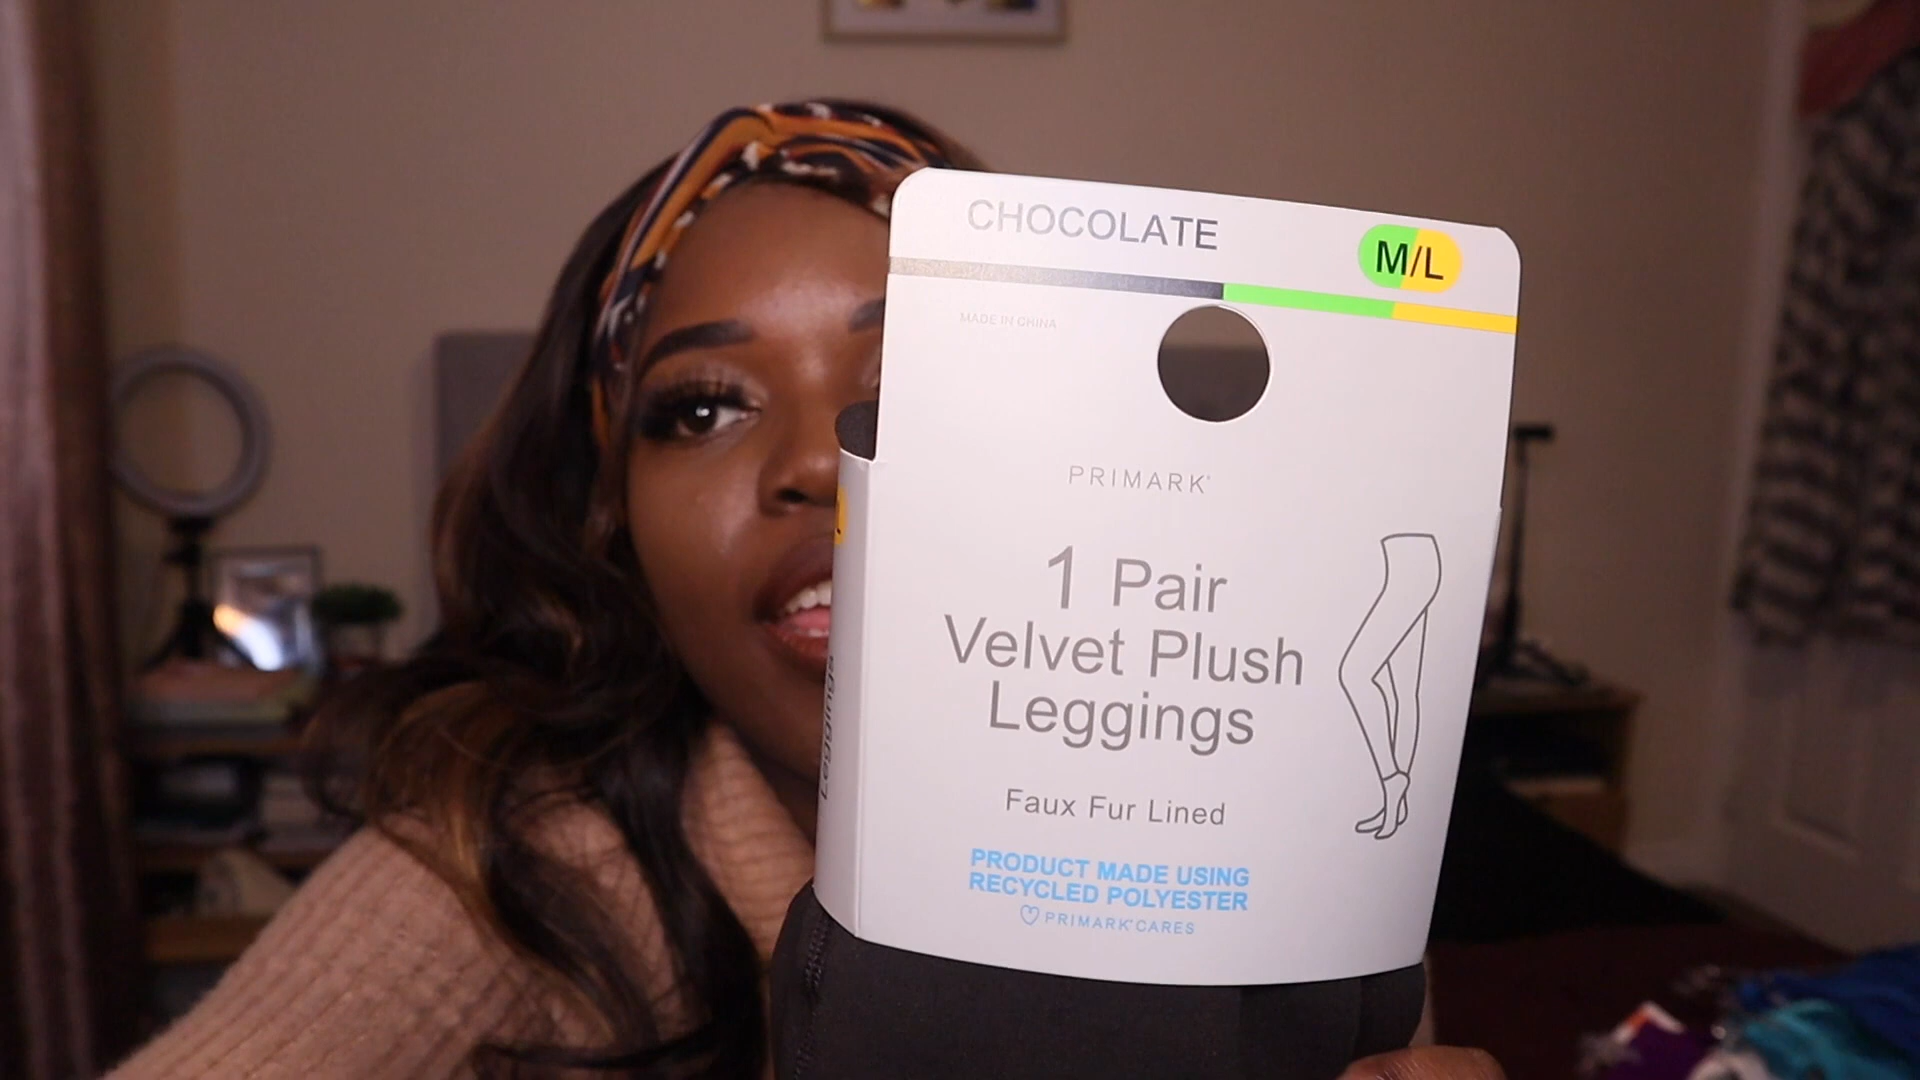 CHOCOLATE
M/L
MADE IN CHINA
PRIMARK®
1 Pair
Velvet Plush
Leggings
Faux Fur Lined
PRODUCT MADE USING
RECYCLED POLYESTER
PRIMARK® CARES
Leggings